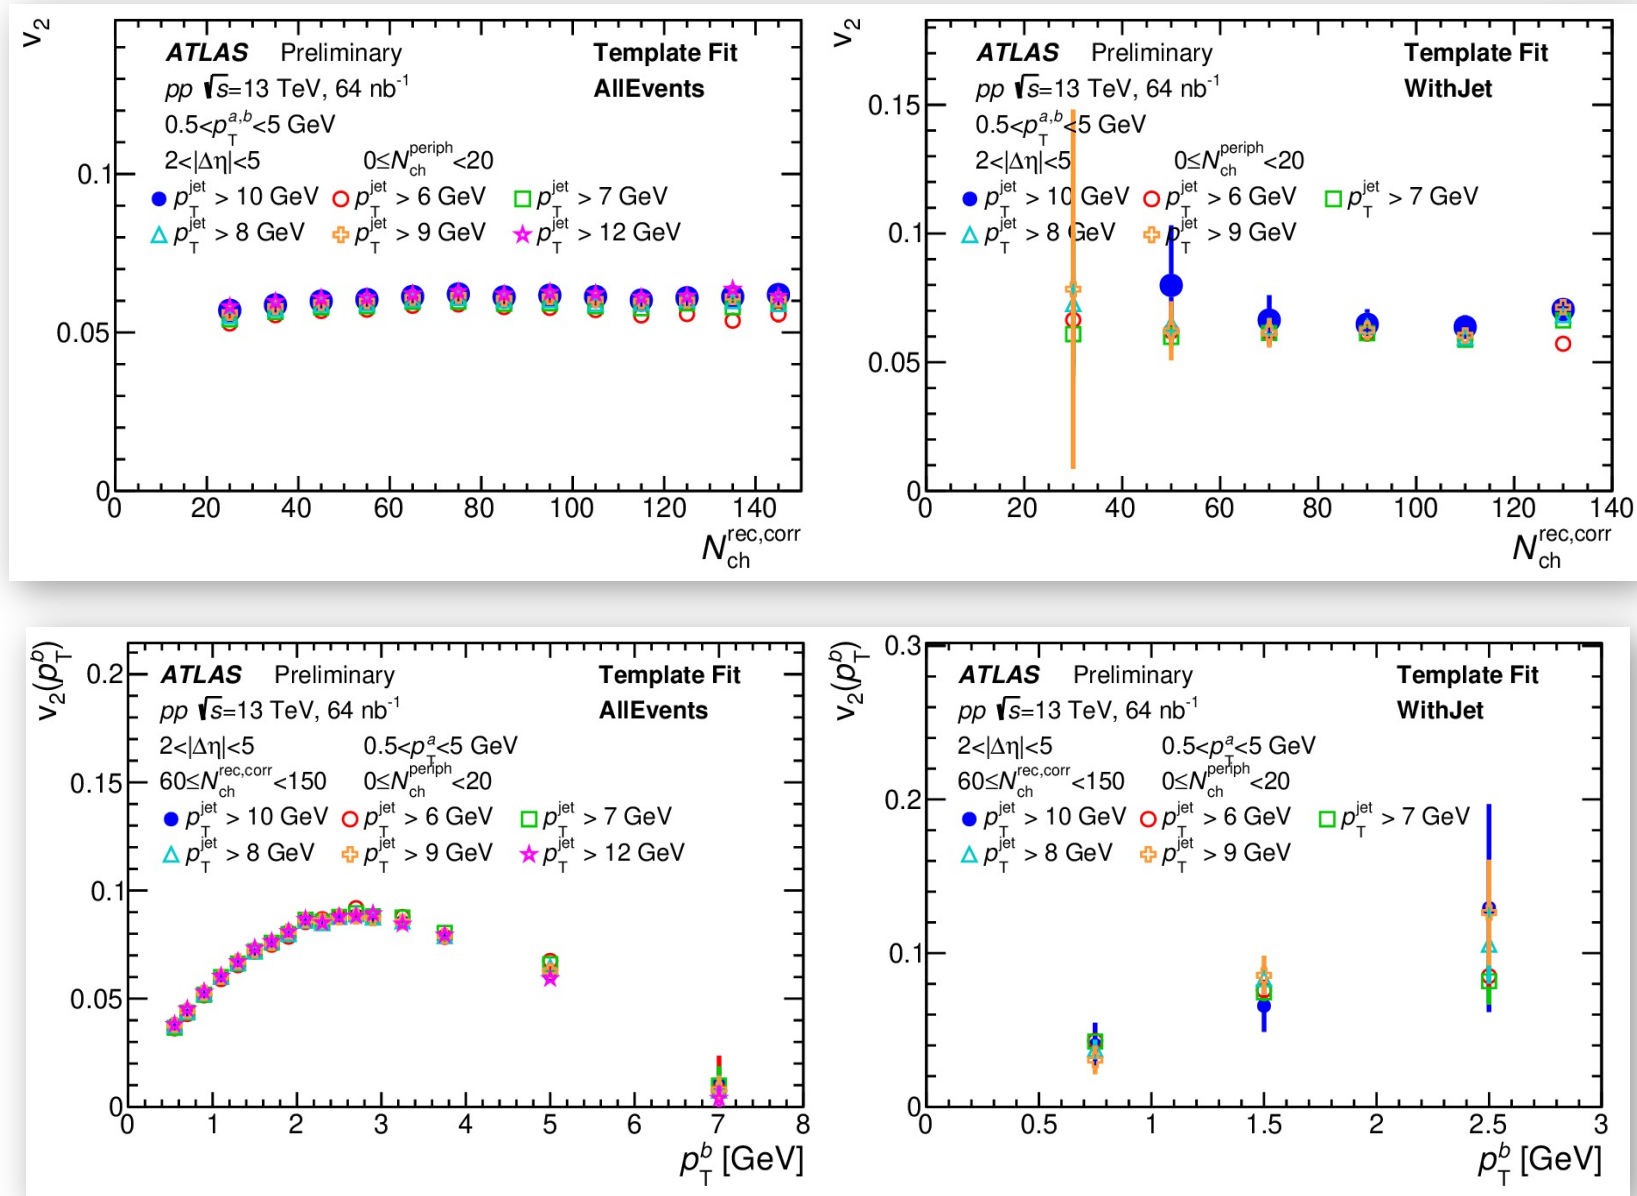 v2
ATLAS Preliminary Template Fit
pp √s=13 TeV, 64 nb-1 AllEvents
0.5<pTa,b<5 GeV
2<|Δη|<5 0≤Nchperiph<20
pTjet > 10 GeV pTjet > 6 GeV pTjet > 7 GeV
pTjet > 8 GeV pTjet > 9 GeV pTjet > 12 GeV
0.1
0.05
0
0 20 40 60 80 100 120 140
Nchrec,corr
v2
ATLAS Preliminary Template Fit
pp √s=13 TeV, 64 nb-1 WithJet
0.5<pTa,b<5 GeV
2<|Δη|<5 0≤Nchperiph<20
pTjet > 10 GeV pTjet > 6 GeV pTjet > 7 GeV
pTjet > 8 GeV pTjet > 9 GeV
0.15
0.1
0.05
0
0 20 40 60 80 100 120 140
Nchrec,corr
v2(pTb)
ATLAS Preliminary Template Fit
pp √s=13 TeV, 64 nb-1 AllEvents
2<|Δη|<5 0.5<pTa<5 GeV
60≤Nchrec,corr<150 0≤Nchperiph<20
pTjet > 10 GeV pTjet > 6 GeV pTjet > 7 GeV
pTjet > 8 GeV pTjet > 9 GeV pTjet > 12 GeV
0.2
0.15
0.1
0.05
0
0 1 2 3 4 5 6 7 8
pTb [GeV]
v2(pTb)
ATLAS Preliminary Template Fit
pp √s=13 TeV, 64 nb-1 WithJet
2<|Δη|<5 0.5<pTa<5 GeV
60≤Nchrec,corr<150 0≤Nchperiph<20
pTjet > 10 GeV pTjet > 6 GeV pTjet > 7 GeV
pTjet > 8 GeV pTjet > 9 GeV
0.3
0.2
0.1
0
0 0.5 1 1.5 2 2.5 3
pTb [GeV]